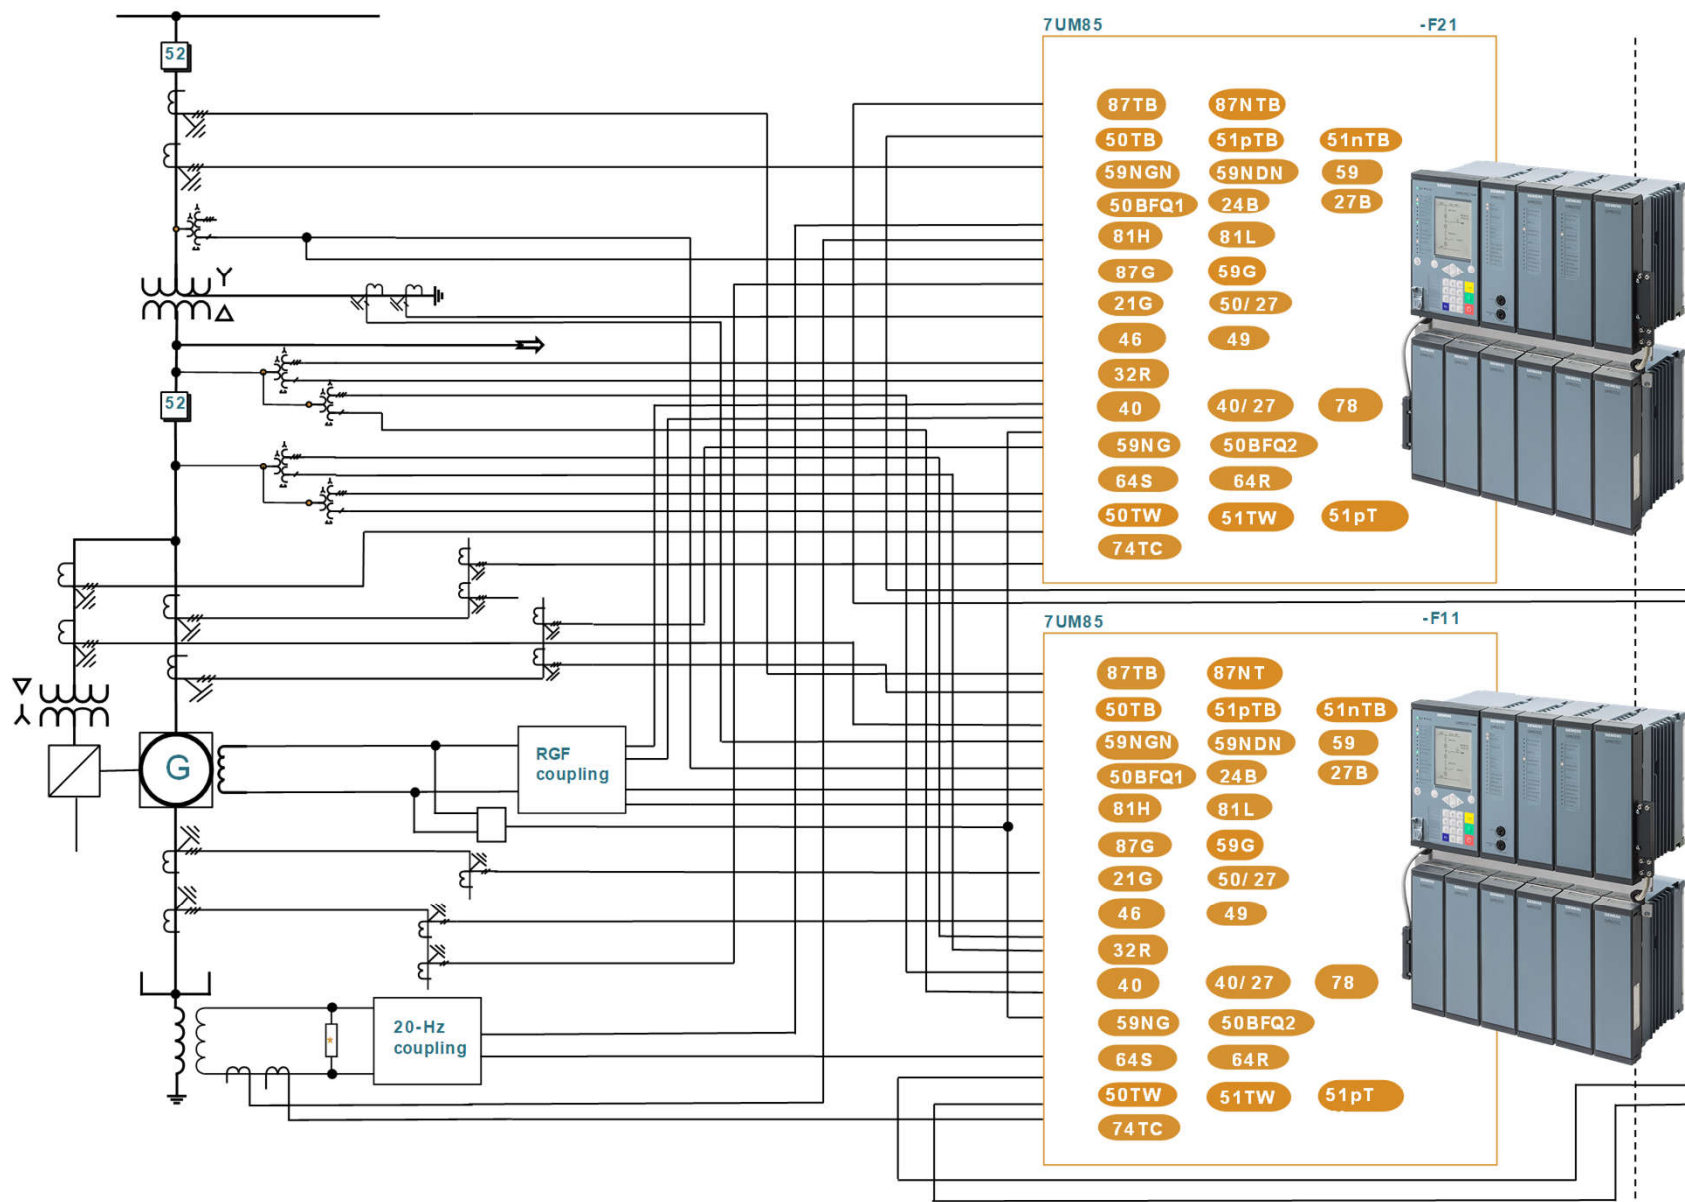 7UM85 -F21
52
87TB 87NTB
50TB 51pTB 51nTB
59NGN 59NDN 59
50BFQ1 24B 27B
81H 81L
87G 59G
21G 50/27
46 49
32R
52
40 40/27 78
59NG 50BFQ2
64S 64R
50TW 51TW 51pT
74TC
7UM85 -F11
87TB 87NT
50TB 51pTB 51nTB
59NGN 59NDN 59
RGF
coupling
G
50BFQ1 24B 27B
81H 81L
87G 59G
21G 50/27
46 49
32R
40 40/27 78
59NG 50BFQ2
20-Hz
coupling
*
64S 64R
50TW 51TW 51pT
74TC